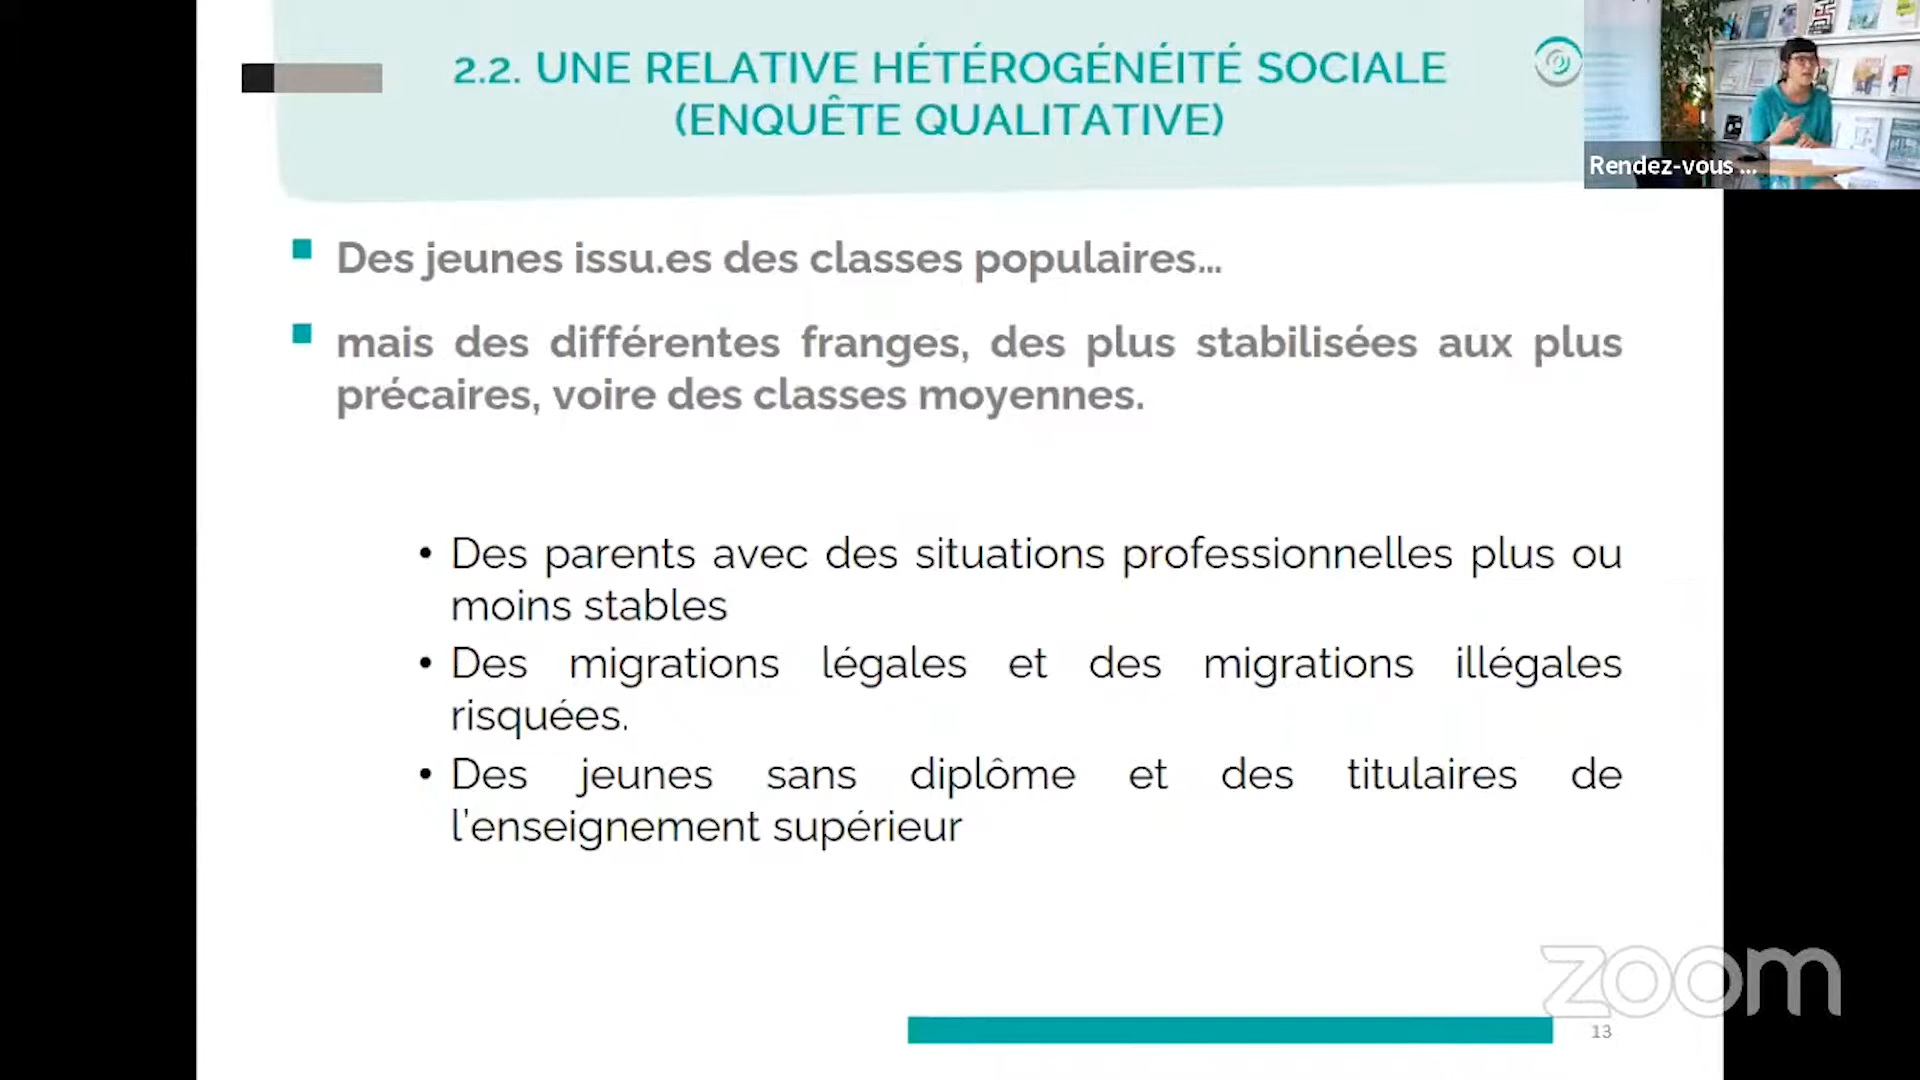 2.2. UNE RELATIVE HÉTÉROGÉNÉITÉ SOCIALE
(ENQUÊTE QUALITATIVE)
Rendez-vous ...
Des jeunes issu.es des classes populaires...
mais des différentes franges, des plus stabilisées aux plus
précaires, voire des classes moyennes.
• Des parents avec des situations professionnelles plus ou
moins stables
• Des migrations légales et des migrations illégales
risquées.
• Des jeunes sans diplôme et des titulaires de
l'enseignement supérieur
zoom
13